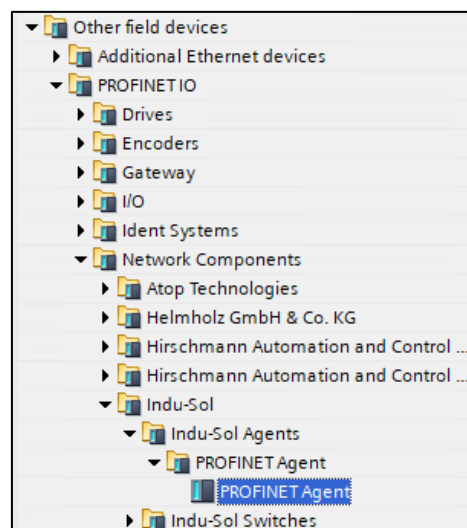 Other field devices
Additional Ethernet devices
PROFINET IO
Drives
Encoders
Gateway
I/O
Ident Systems
Network Components
Atop Technologies
Helmholz GmbH & Co. KG
Hirschmann Automation and Control ...
Hirschmann Automation and Control ...
Indu-Sol
Indu-Sol Agents
PROFINET Agent
PROFINET Agent
Indu-Sol Switches